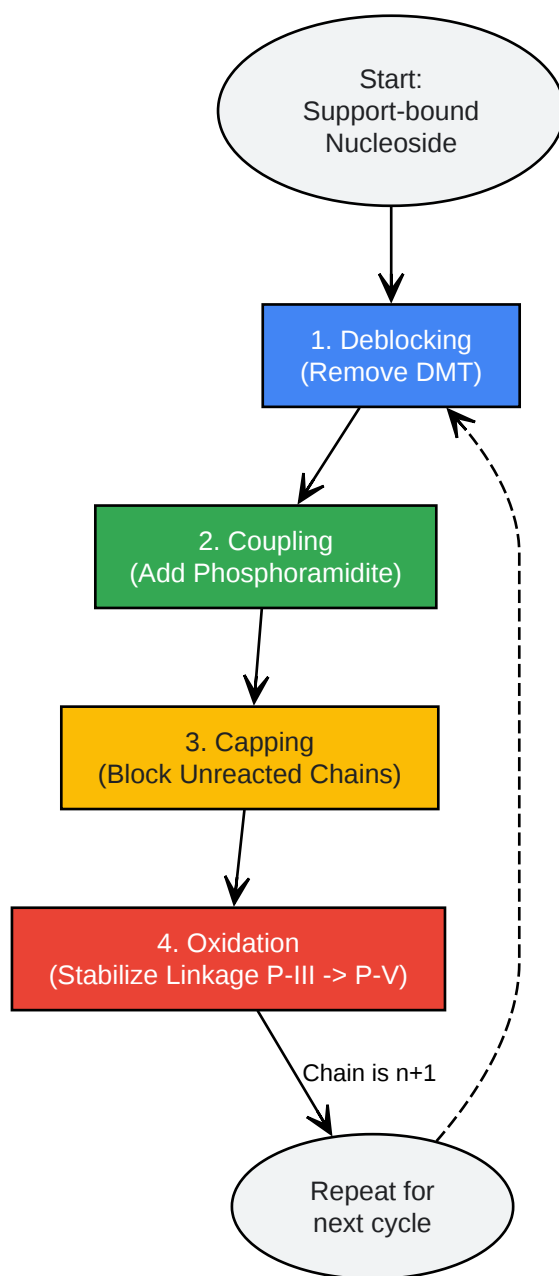 Start:
Support-bound
Nucleoside
1. Deblocking
(Remove DMT)
2. Coupling
(Add Phosphoramidite)
3. Capping
(Block Unreacted Chains)
4. Oxidation
(Stabilize Linkage P-III -> P-V)
Chain is n+1
Repeat for
next cycle